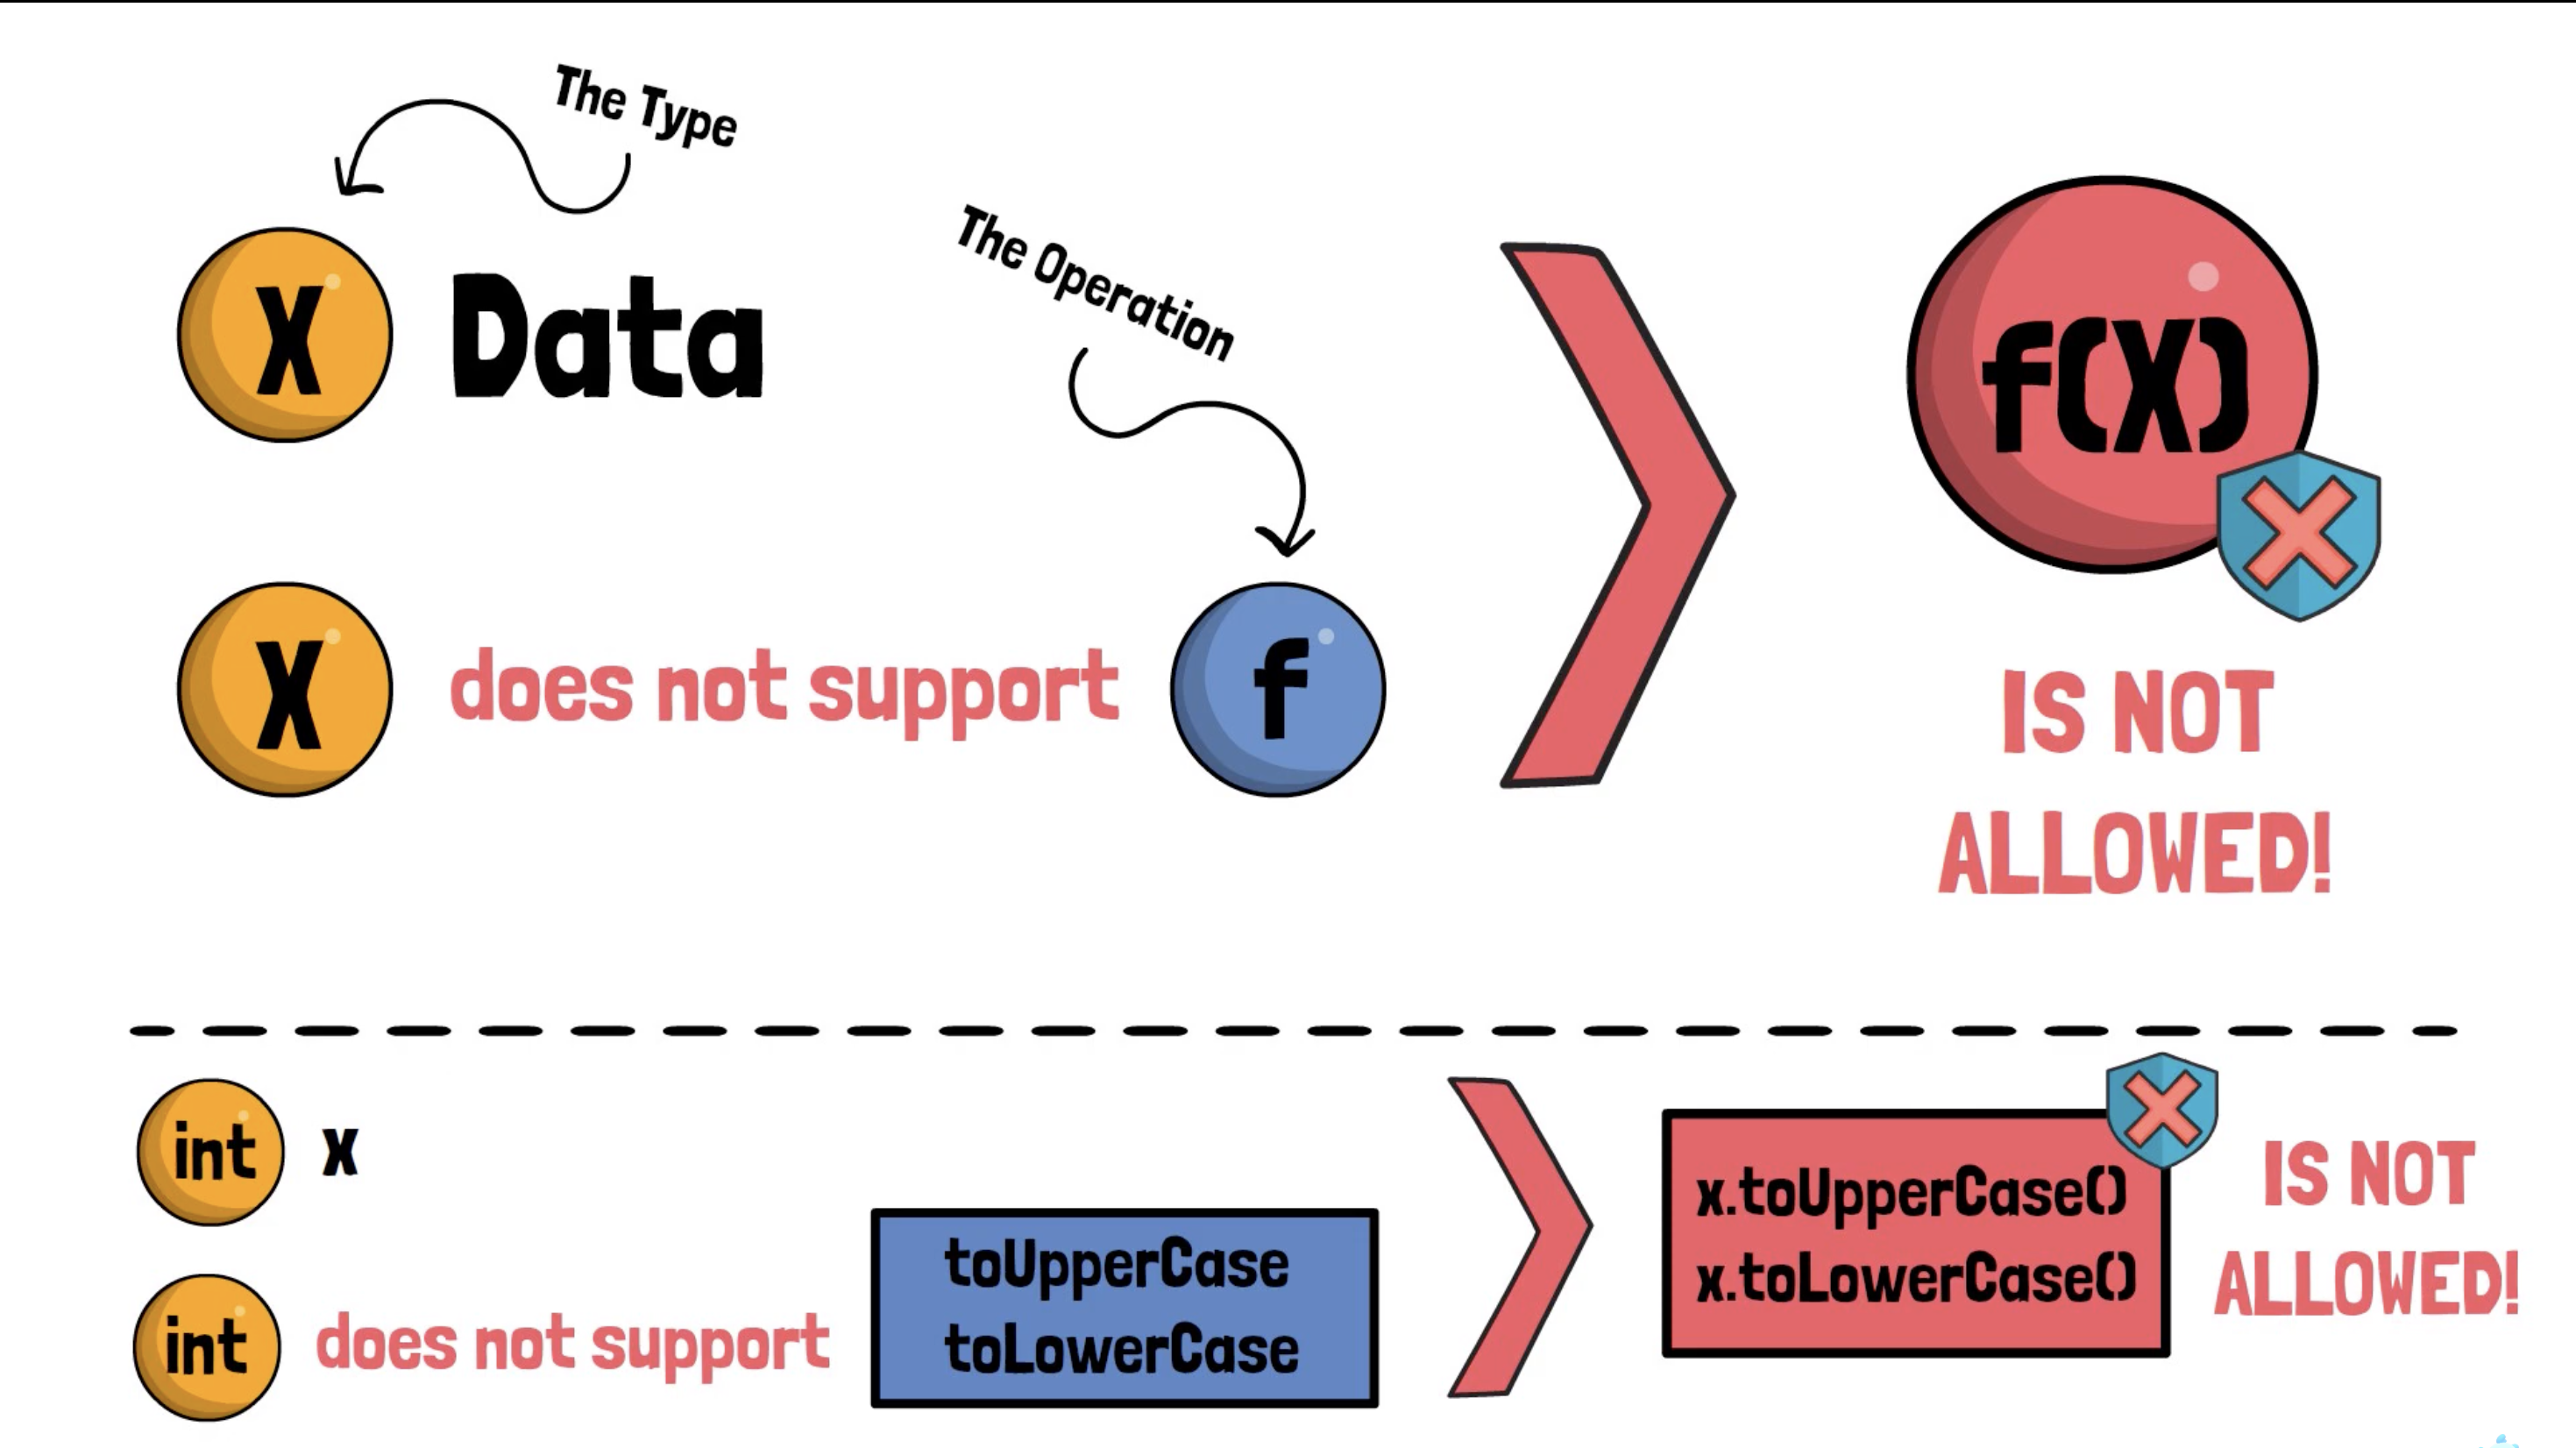 The Type
X Data
The Operation
X does not support f
f(X)
IS NOT
ALLOWED!
int x
int does not support
toUpperCase
toLowerCase
x.toUpperCase()
x.toLowerCase()
IS NOT
ALLOWED!